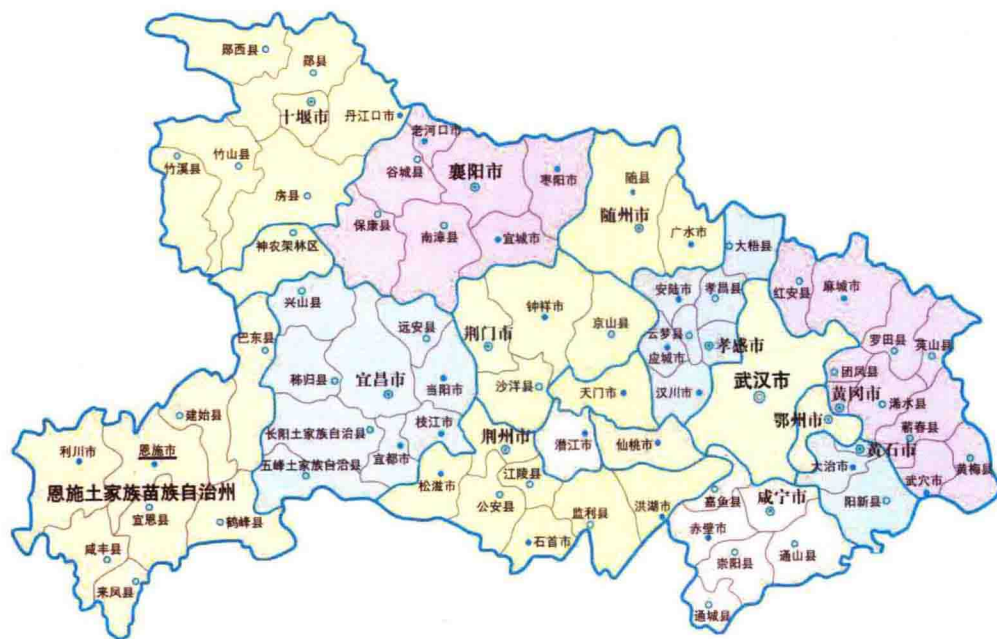 郧西县
郧县
十堰市
丹江口市
竹溪县
竹山县
房县
神农架林区
老河口市
谷城县
襄阳市
枣阳市
保康县
南漳县
宜城市
随县
随州市
广水市
大悟县
安陆市
孝昌县
云梦县
应城市
孝感市
汉川市
红安县
麻城市
罗田县
英山县
团风县
黄冈市
浠水县
蕲春县
黄梅县
武穴市
武汉市
鄂州市
黄石市
大冶市
阳新县
兴山县
远安县
秭归县
宜昌市
当阳市
长阳土家族自治县
枝江市
宜都市
五峰土家族自治县
荆门市
钟祥市
京山县
沙洋县
天门市
潜江市
仙桃市
荆州市
松滋市
江陵县
公安县
监利县
石首市
洪湖市
巴东县
建始县
利川市
恩施市
恩施土家族苗族自治州
宣恩县
鹤峰县
咸丰县
来凤县
嘉鱼县
咸宁市
赤壁市
崇阳县
通山县
通城县